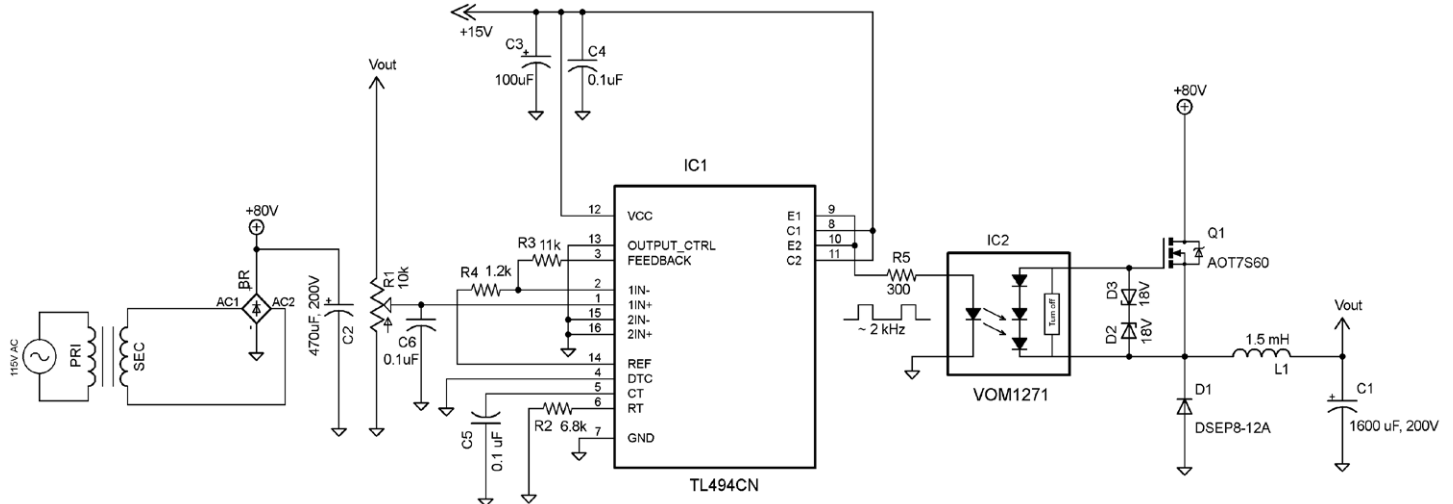 +15V
C3
+
100uF
C4
0.1uF
Vout
+80V
IC1
+80V
12
VCC
E1
9
C1
8
13
OUTPUT_CTRL
E2
10
3
FEEDBACK
C2
11
R3
11k
R4
1.2k
2
1IN-
1
1IN+
15
2IN-
16
2IN+
14
REF
4
DTC
5
CT
6
RT
7
GND
R1
10k
C6
0.1uF
C5
0.1 uF
R2
6.8k
TL494CN
BR
+
-
AC1
AC2
+
470uF, 200V
C2
115V AC
PRI
SEC
R5
300
~ 2 kHz
IC2
Turn off
VOM1271
D3
18V
D2
18V
Q1
AOT7S60
Vout
1.5 mH
L1
D1
DSEP8-12A
C1
+
1600 uF, 200V